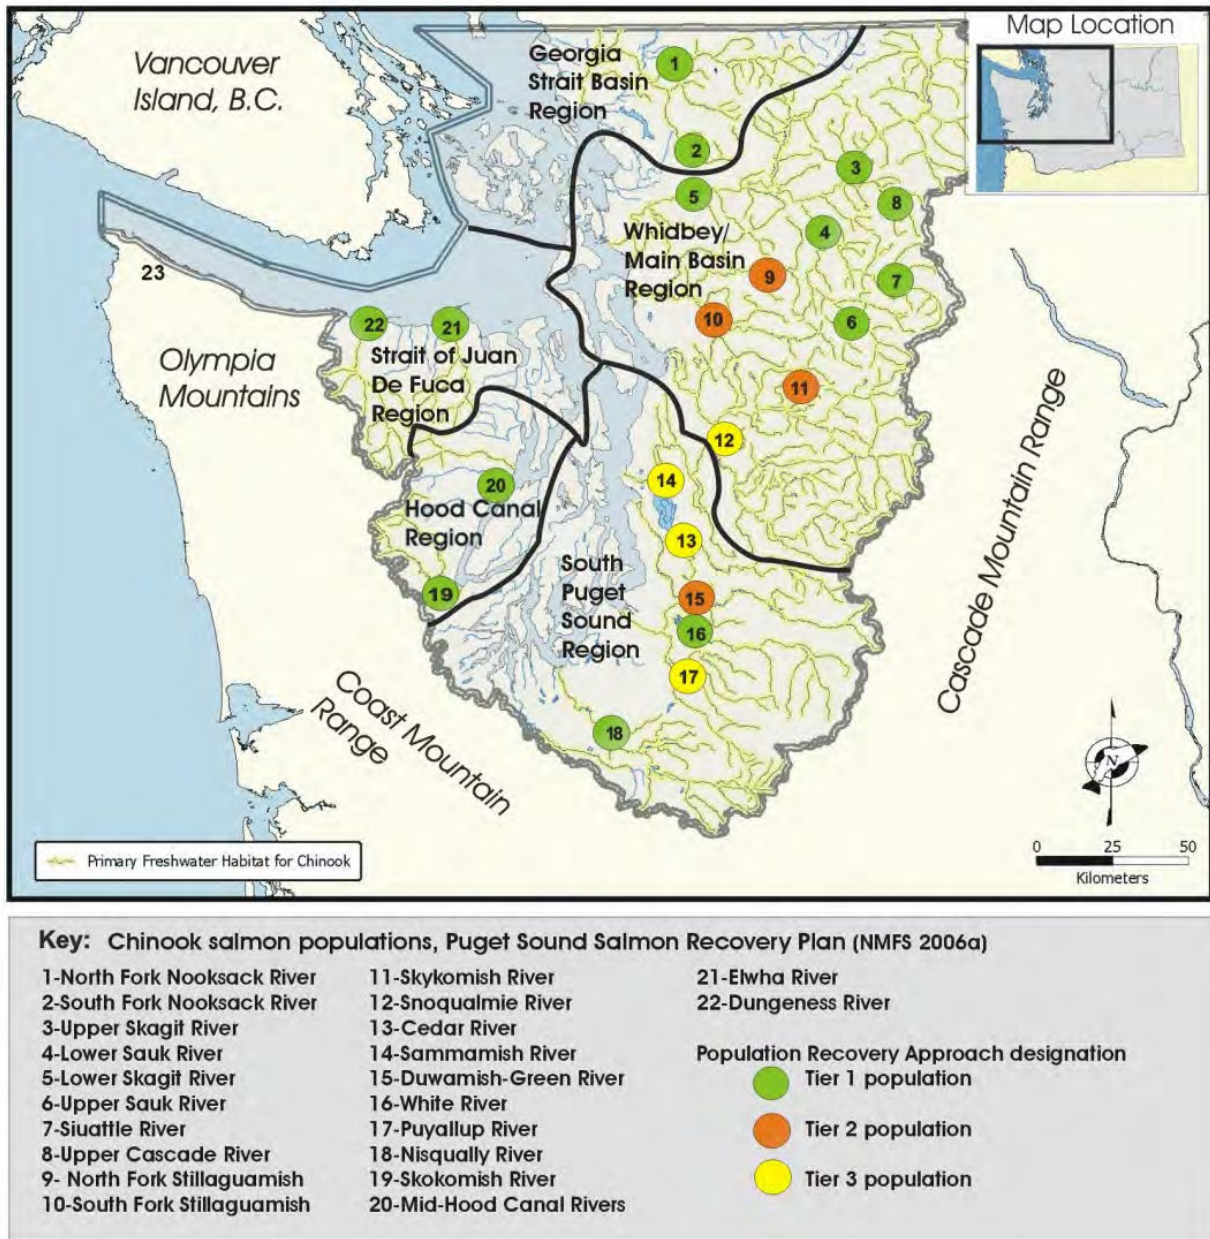 Map Location
Vancouver
Island, B.C.
Georgia
Strait Basin
Region
1
2
3
5
8
4
Whidbey/
Main Basin
Region
9
7
10
6
23
22
21
Strait of Juan
De Fuca
Region
Olympia
Mountains
11
12
14
20
Hood Canal
Region
13
South
Puget
Sound
Region
19
15
16
17
18
Cascade Mountain Range
Coast Mountain
Range
N
0 25 50
Kilometers
Primary Freshwater Habitat for Chinook
Key: Chinook salmon populations, Puget Sound Salmon Recovery Plan (NMFS 2006a)
1-North Fork Nooksack River
2-South Fork Nooksack River
3-Upper Skagit River
4-Lower Sauk River
5-Lower Skagit River
6-Upper Sauk River
7-Siuattle River
8-Upper Cascade River
9- North Fork Stillaguamish
10-South Fork Stillaguamish
11-Skykomish River
12-Snoqualmie River
13-Cedar River
14-Sammamish River
15-Duwamish-Green River
16-White River
17-Puyallup River
18-Nisqually River
19-Skokomish River
20-Mid-Hood Canal Rivers
21-Elwha River
22-Dungeness River
Population Recovery Approach designation
Tier 1 population
Tier 2 population
Tier 3 population